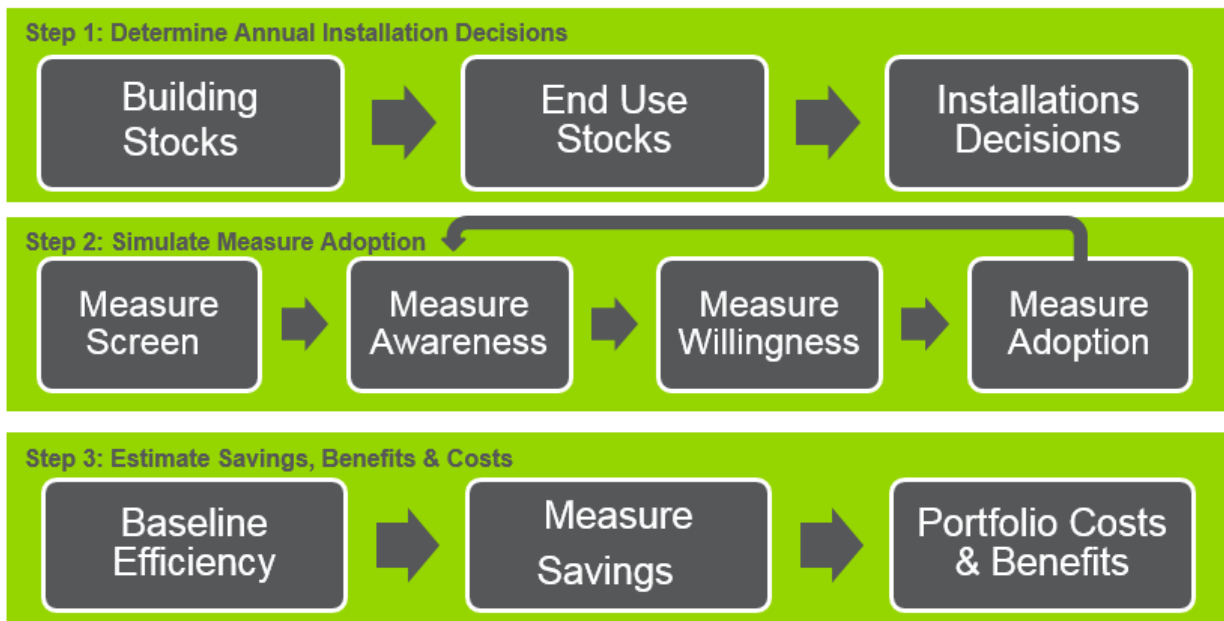 Step 1: Determine Annual Installation Decisions
Building
Stocks
End Use
Stocks
Installations
Decisions
Step 2: Simulate Measure Adoption
Measure
Screen
Measure
Awareness
Measure
Willingness
Measure
Adoption
Step 3: Estimate Savings, Benefits & Costs
Baseline
Efficiency
Measure
Savings
Portfolio Costs
& Benefits